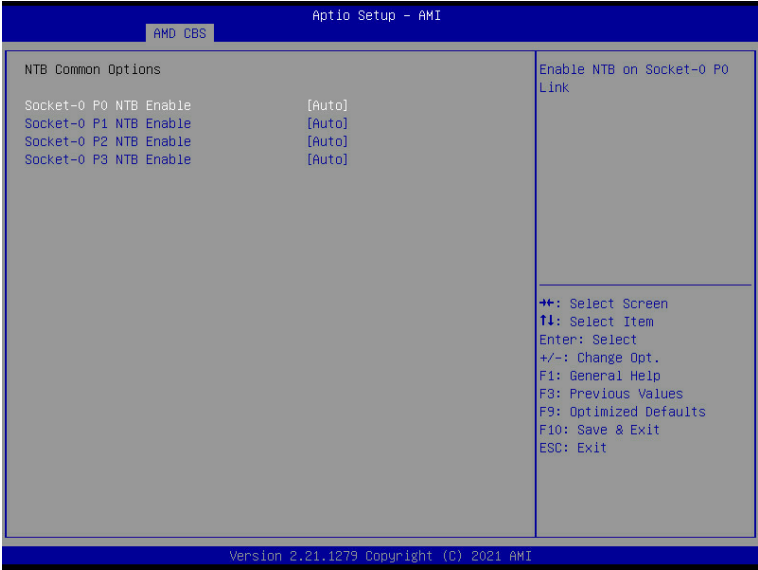 Aptio Setup – AMI
AMD CBS
NTB Common Options
Socket-0 P0 NTB Enable [Auto]
Socket-0 P1 NTB Enable [Auto]
Socket-0 P2 NTB Enable [Auto]
Socket-0 P3 NTB Enable [Auto]
Enable NTB on Socket-0 P0
Link
→←: Select Screen
↑↓: Select Item
Enter: Select
+/-: Change Opt.
F1: General Help
F3: Previous Values
F9: Optimized Defaults
F10: Save & Exit
ESC: Exit
Version 2.21.1279 Copyright (C) 2021 AMI